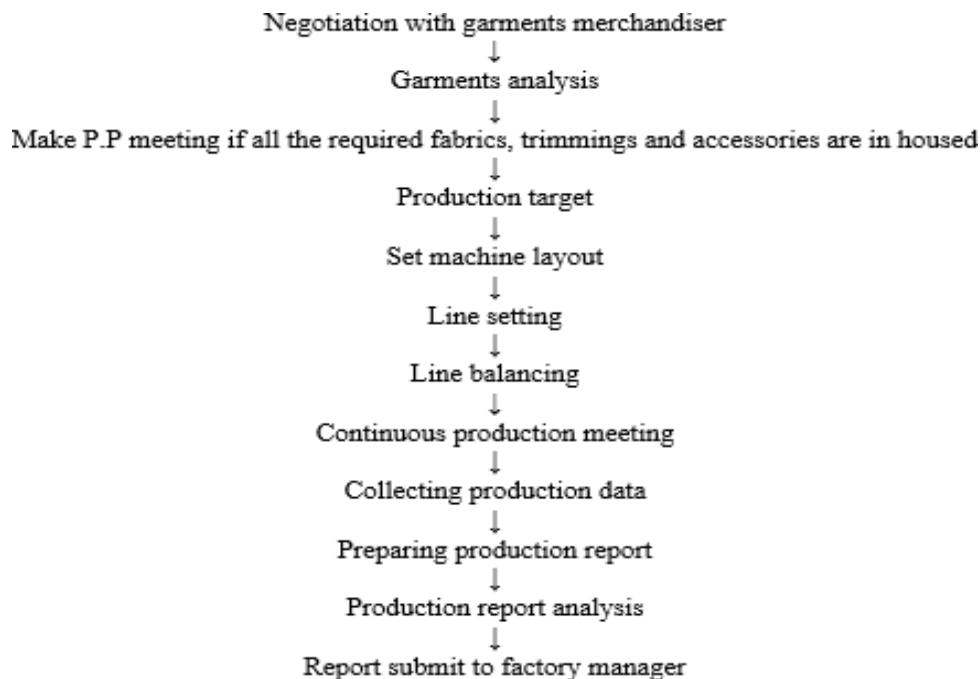 Negotiation with garments merchandiser
↓
Garments analysis
↓
Make P.P meeting if all the required fabrics, trimmings and accessories are in housed
↓
Production target
↓
Set machine layout
↓
Line setting
↓
Line balancing
↓
Continuous production meeting
↓
Collecting production data
↓
Preparing production report
↓
Production report analysis
↓
Report submit to factory manager